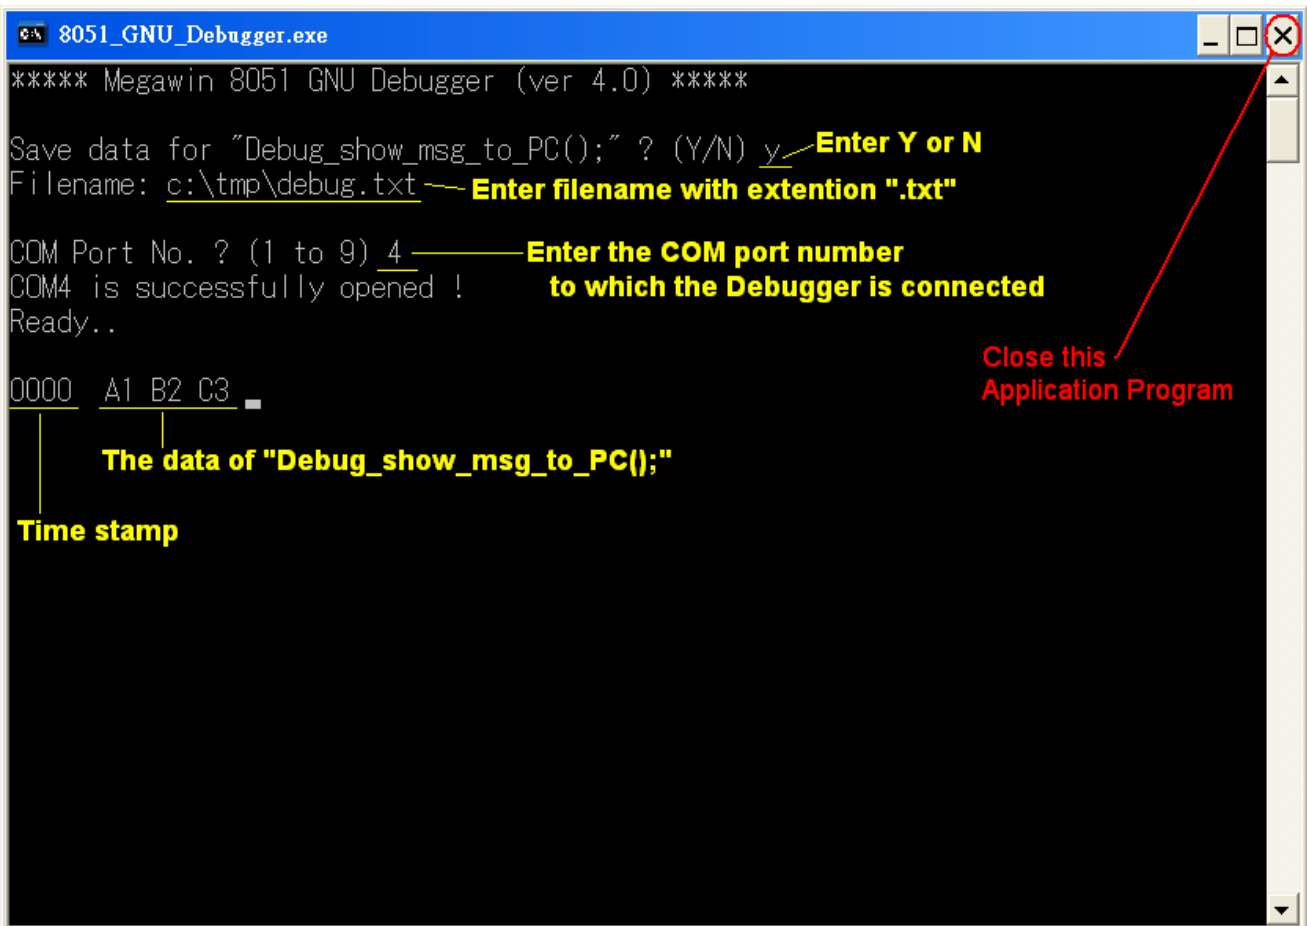 8051_GNU_Debugger.exe
***** Megawin 8051 GNU Debugger (ver 4.0) *****
Save data for "Debug_show_msg_to_PC();" ? (Y/N) y
Enter Y or N
Filename: c:\tmp\debug.txt
Enter filename with extention ".txt"
COM Port No. ? (1 to 9) 4
Enter the COM port number
COM4 is successfully opened !
to which the Debugger is connected
Ready..
Close this
Application Program
0000 A1 B2 C3
The data of "Debug_show_msg_to_PC();"
Time stamp